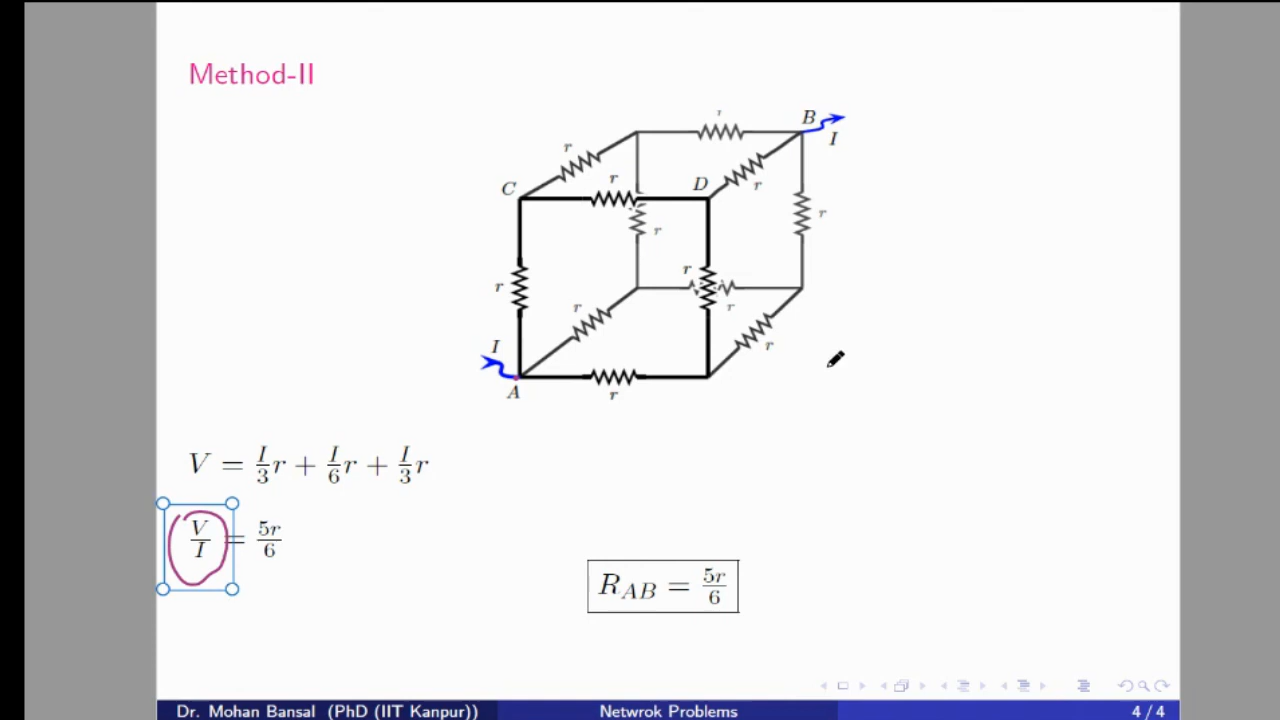 Method-II
r
B
I
r
r
D
r
C
r
r
r
r
r
r
r
I
A
r
V = I/3 r + I/6 r + I/3 r
V/I = 5r/6
R_AB = 5r/6
Dr. Mohan Bansal (PhD (IIT Kanpur)) Netwrok Problems 4 / 4